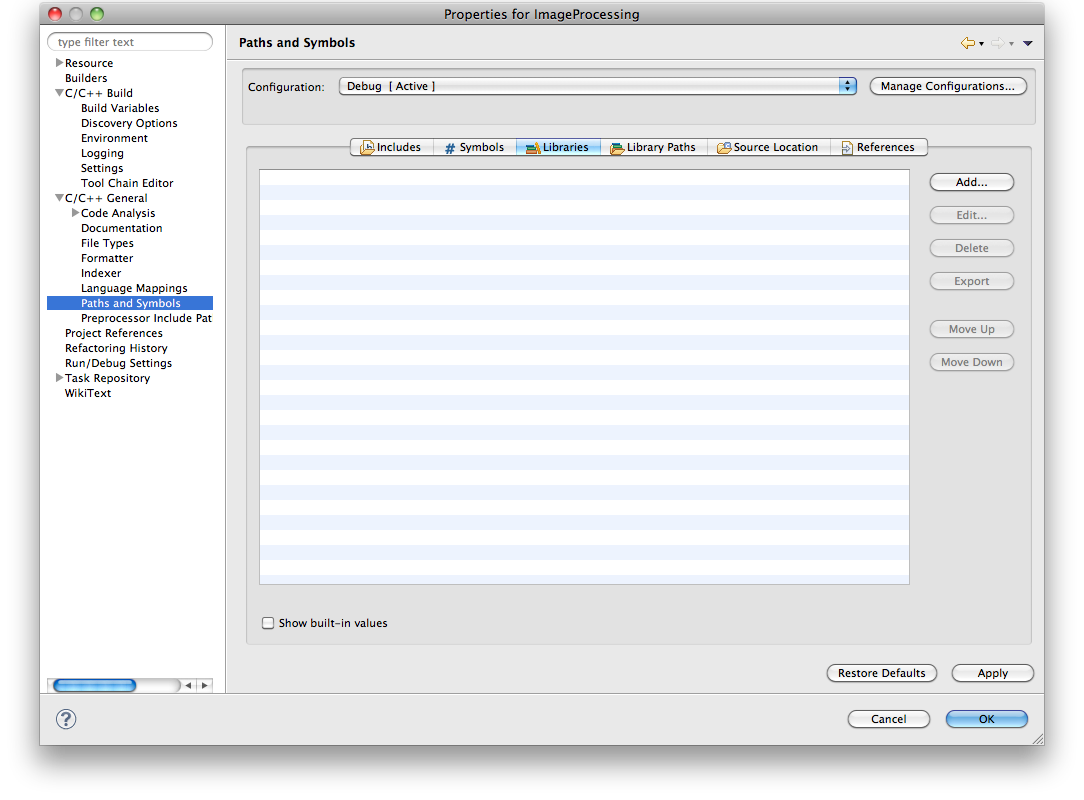 Properties for ImageProcessing
type filter text
Resource
Builders
C/C++ Build
Build Variables
Discovery Options
Environment
Logging
Settings
Tool Chain Editor
C/C++ General
Code Analysis
Documentation
File Types
Formatter
Indexer
Language Mappings
Paths and Symbols
Preprocessor Include Pat
Project References
Refactoring History
Run/Debug Settings
Task Repository
WikiText
Paths and Symbols
Configuration: Debug [ Active ] Manage Configurations...
Includes # Symbols Libraries Library Paths Source Location References
Add...
Edit...
Delete
Export
Move Up
Move Down
Show built-in values
Restore Defaults Apply
? Cancel OK